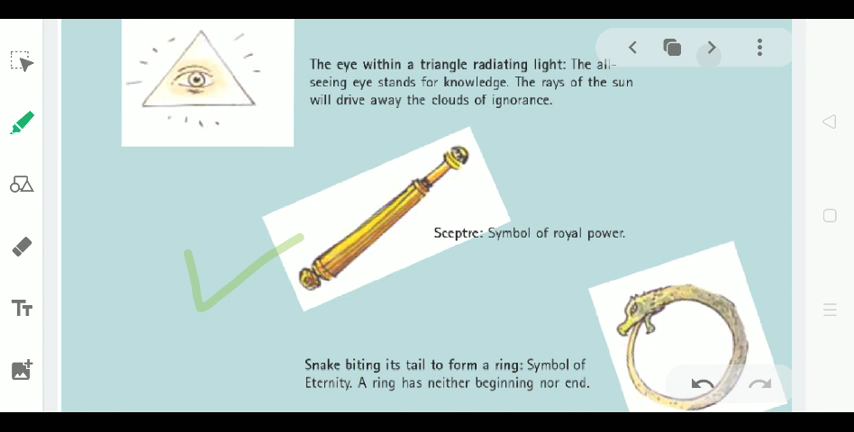 The eye within a triangle radiating light: The all-
seeing eye stands for knowledge. The rays of the sun
will drive away the clouds of ignorance.
Sceptre: Symbol of royal power.
Snake biting its tail to form a ring: Symbol of
Eternity. A ring has neither beginning nor end.
TT